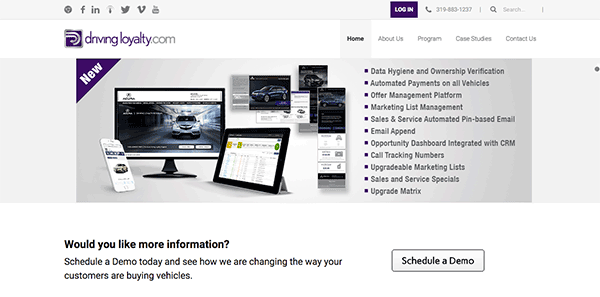 LOG IN
319-883-1237
Search...
driving loyalty.com
Home
About Us
Program
Case Studies
Contact Us
New
ACURA
Data Hygiene and Ownership Verification
Automated Payments on all Vehicles
Offer Management Platform
Marketing List Management
Sales & Service Automated Pin-based Email
Email Append
Opportunity Dashboard Integrated with CRM
Call Tracking Numbers
Upgradeable Marketing Lists
Sales and Service Specials
Upgrade Matrix
Would you like more information?
Schedule a Demo today and see how we are changing the way your
customers are buying vehicles.
Schedule a Demo